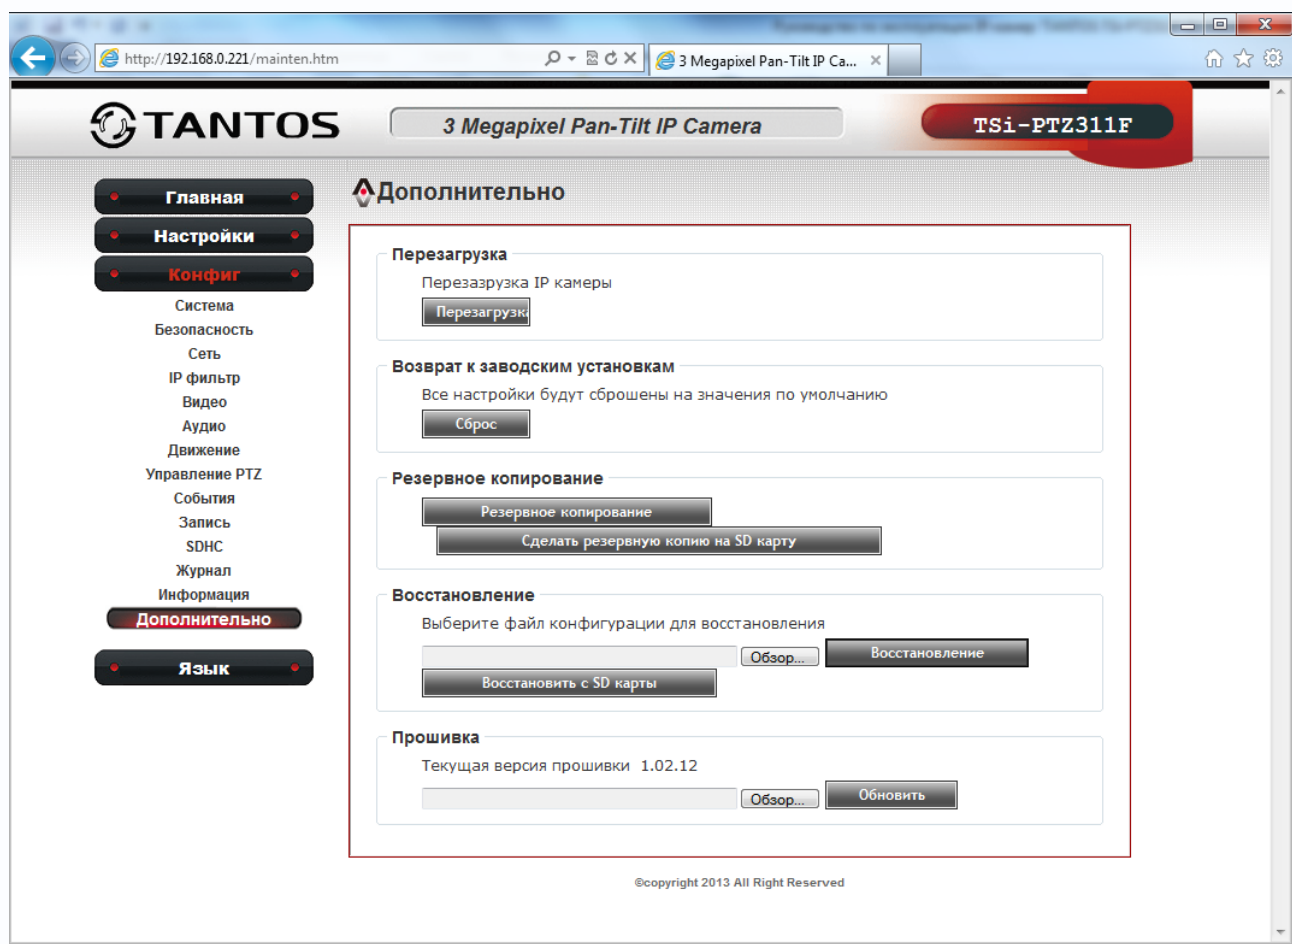 http://192.168.0.221/mainten.htm
3 Megapixel Pan-Tilt IP Ca...
TANTOS
3 Megapixel Pan-Tilt IP Camera
TSi-PTZ311F
Главная
Настройки
Конфиг
Система
Безопасность
Сеть
IP фильтр
Видео
Аудио
Движение
Управление PTZ
События
Запись
SDHC
Журнал
Информация
Дополнительно
Язык
Дополнительно
Перезагрузка
Перезазрузка IP камеры
Перезагрузка
Возврат к заводским установкам
Все настройки будут сброшены на значения по умолчанию
Сброс
Резервное копирование
Резервное копирование
Сделать резервную копию на SD карту
Восстановление
Выберите файл конфигурации для восстановления
Обзор...
Восстановление
Восстановить с SD карты
Прошивка
Текущая версия прошивки 1.02.12
Обзор...
Обновить
©copyright 2013 All Right Reserved